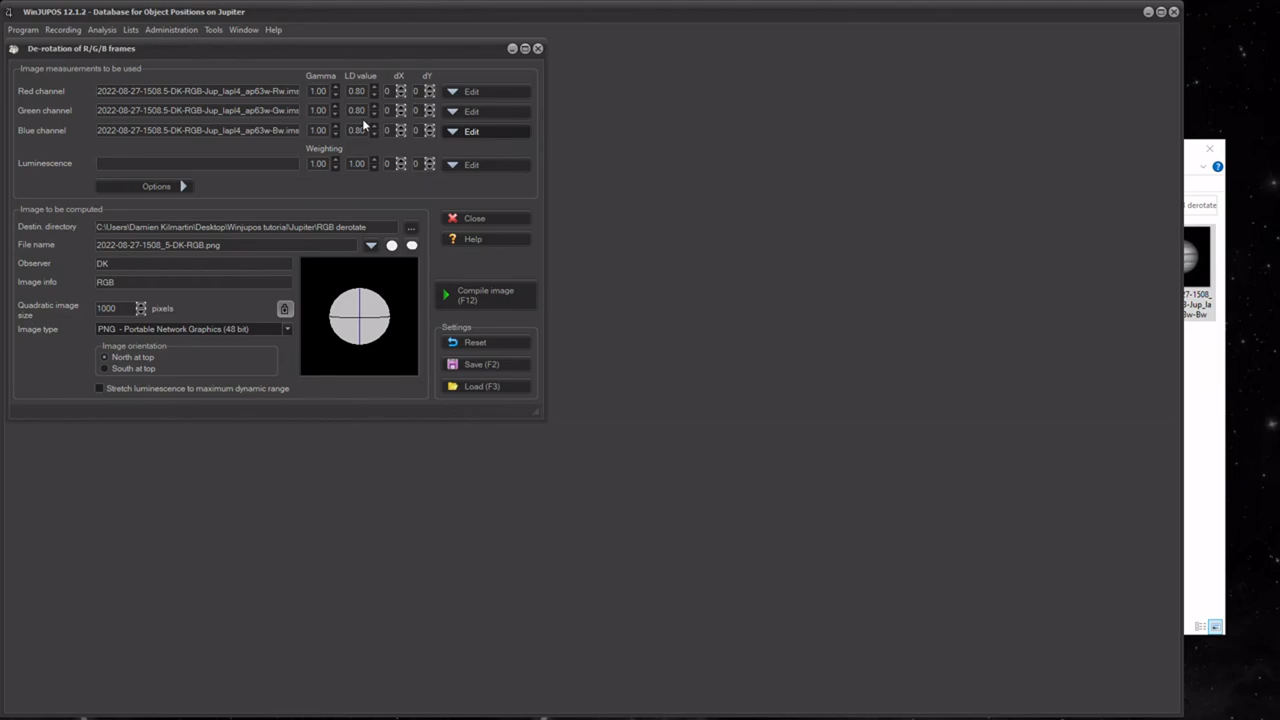 WinJUPOS 12.1.2 - Database for Object Positions on Jupiter
Program Recording Analysis Lists Administration Tools Window Help
De-rotation of R/G/B frames
Image measurements to be used
Gamma LD value dX dY
Red channel 2022-08-27-1508.5-DK-RGB-Jup_lapl4_ap63w-Rw.ims 1.00 0.80 0 0 Edit
Green channel 2022-08-27-1508.5-DK-RGB-Jup_lapl4_ap63w-Gw.ims 1.00 0.80 0 0 Edit
Blue channel 2022-08-27-1508.5-DK-RGB-Jup_lapl4_ap63w-Bw.ims 1.00 0.80 0 0 Edit
Weighting
Luminescence 1.00 1.00 0 0 Edit
Options
Image to be computed
Destin. directory C:\Users\Damien Kilmartin\Desktop\Winjupos tutorial\Jupiter\RGB derotate ...
File name 2022-08-27-1508_5-DK-RGB.png
Observer DK
Image info RGB
Quadratic image size 1000 pixels
Image type PNG - Portable Network Graphics (48 bit)
Image orientation
North at top
South at top
Stretch luminescence to maximum dynamic range
Close
? Help
Compile image
(F12)
Settings
Reset
Save (F2)
Load (F3)
?
derotate
-27-1508_
-Jup_la
3w-Bw